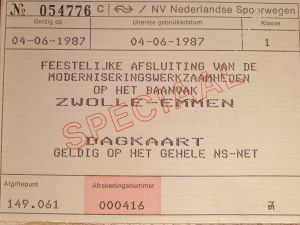 № 054776 C NV Nederlandse Spoorwegen
Geldig op Uiterste gebruiksdatum Klasse
04-06-1987 04-06-1987 1
FEESTELIJKE AFSLUITING VAN DE
MODERNISERINGSWERKZAAMHEDEN
OP HET BAANVAK
ZWOLLE-EMMEN
SPECIAAL
DAGKAART
GELDIG OP HET GEHELE NS-NET
Afgiftepunt Afrekeningsnummer
149.061 000416